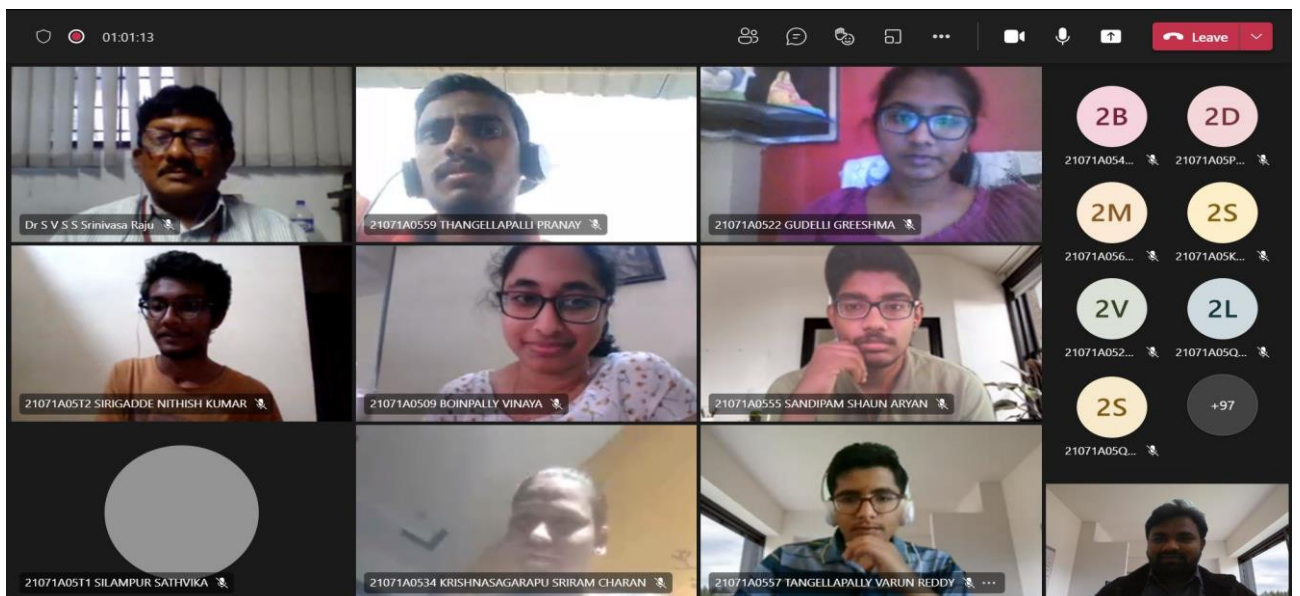 01:01:13
Leave
Dr S V S S Srinivasa Raju
21071A0559 THANGELLAPALLI PRANAY
21071A0522 GUDELLI GREESHMA
2B
2D
21071A054...
21071A05P...
2M
2S
21071A056...
21071A05K...
21071A05T2 SIRIGADDE NITHISH KUMAR
21071A0509 BOINPALLY VINAYA
21071A0555 SANDIPAM SHAUN ARYAN
2V
2L
21071A052...
21071A05Q...
2S
+97
21071A05Q...
21071A05T1 SILAMPUR SATHVIKA
21071A0534 KRISHNASAGARAPU SRIRAM CHARAN
21071A0557 TANGELLAPALLY VARUN REDDY